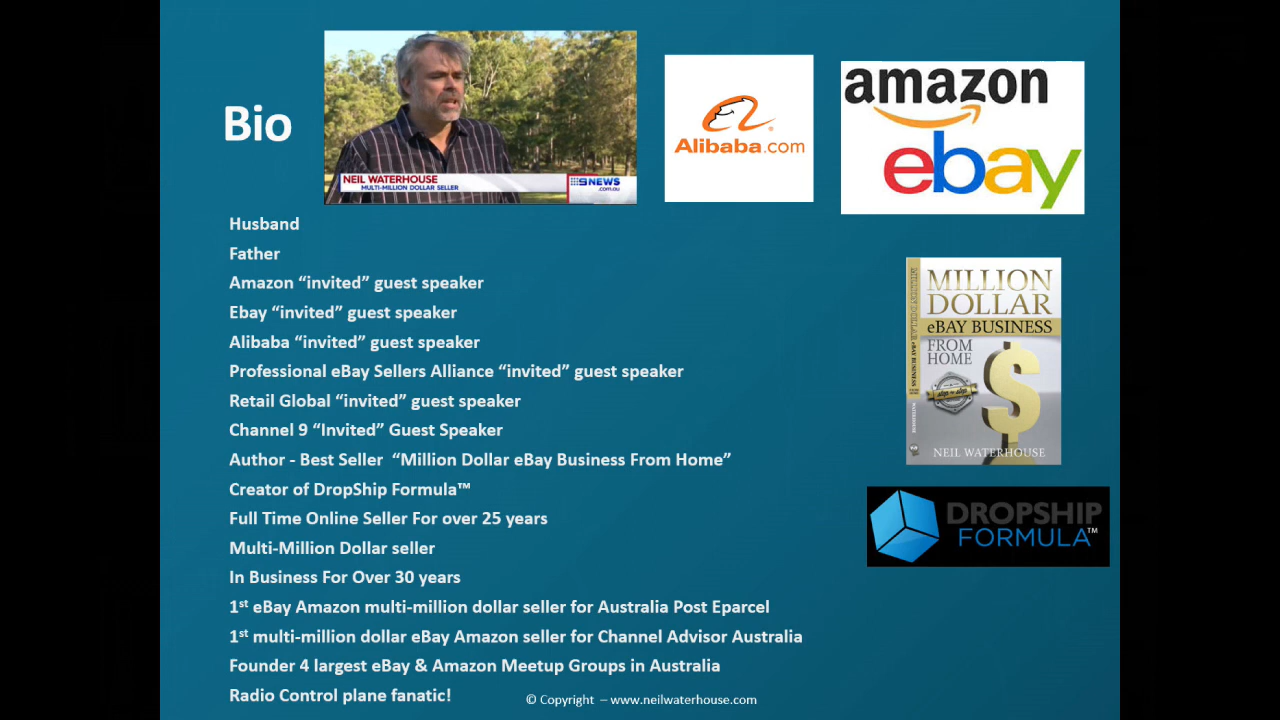 Bio
NEIL WATERHOUSE
MULTI-MILLION DOLLAR SELLER
9 NEWS
.com.au
Alibaba.com
amazon
ebay
Husband
Father
Amazon “invited” guest speaker
Ebay “invited” guest speaker
Alibaba “invited” guest speaker
Professional eBay Sellers Alliance “invited” guest speaker
Retail Global “invited” guest speaker
Channel 9 “Invited” Guest Speaker
Author - Best Seller “Million Dollar eBay Business From Home”
Creator of DropShip Formula™
Full Time Online Seller For over 25 years
Multi-Million Dollar seller
In Business For Over 30 years
1st eBay Amazon multi-million dollar seller for Australia Post Eparcel
1st multi-million dollar eBay Amazon seller for Channel Advisor Australia
Founder 4 largest eBay & Amazon Meetup Groups in Australia
Radio Control plane fanatic!
MILLION
DOLLAR
eBAY BUSINESS
FROM
HOME
step by step
$
NEIL WATERHOUSE
DROPSHIP
FORMULA™
© Copyright – www.neilwaterhouse.com